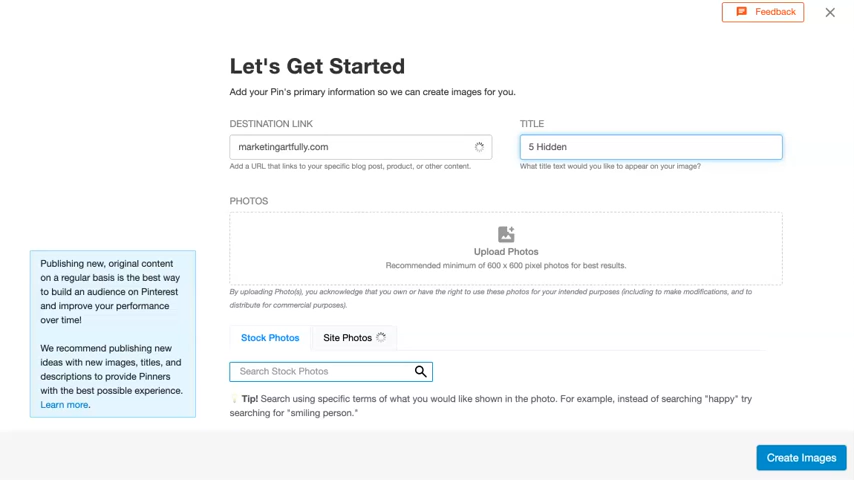 Feedback
Let's Get Started
Add your Pin's primary information so we can create images for you.
DESTINATION LINK
TITLE
marketingartfully.com
5 Hidden
Add a URL that links to your specific blog post, product, or other content.
What title text would you like to appear on your image?
PHOTOS
Upload Photos
Recommended minimum of 600 x 600 pixel photos for best results.
By uploading Photo(s), you acknowledge that you own or have the right to use these photos for your intended purposes (including to make modifications, and to
distribute for commercial purposes).
Publishing new, original content
on a regular basis is the best way
to build an audience on Pinterest
and improve your performance
over time!
We recommend publishing new
ideas with new images, titles, and
descriptions to provide Pinners
with the best possible experience.
Learn more.
Stock Photos
Site Photos
Search Stock Photos
Tip! Search using specific terms of what you would like shown in the photo. For example, instead of searching "happy" try
searching for "smiling person."
Create Images